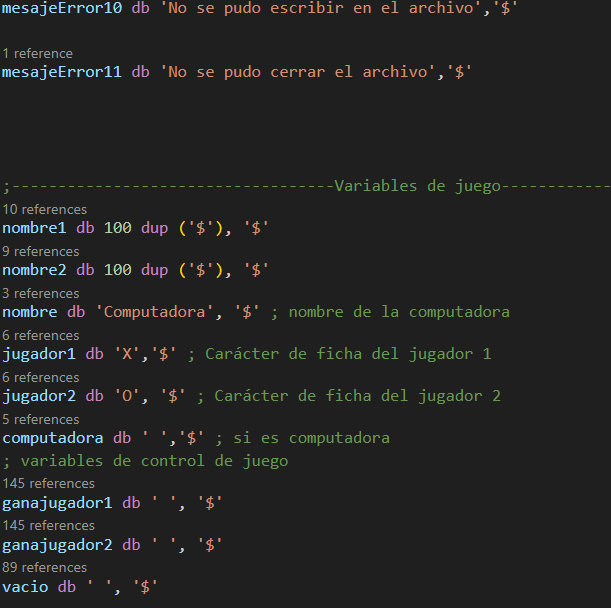 mesajeError10 db 'No se pudo escribir en el archivo','$'
1 reference
mesajeError11 db 'No se pudo cerrar el archivo','$'
;-----------------------------------Variables de juego------------
10 references
nombre1 db 100 dup ('$'), '$'
9 references
nombre2 db 100 dup ('$'), '$'
3 references
nombre db 'Computadora', '$' ; nombre de la computadora
6 references
jugador1 db 'X','$' ; Carácter de ficha del jugador 1
6 references
jugador2 db 'O', '$' ; Carácter de ficha del jugador 2
5 references
computadora db ' ','$' ; si es computadora
; variables de control de juego
145 references
ganajugador1 db ' ', '$'
145 references
ganajugador2 db ' ', '$'
89 references
vacio db ' ', '$'